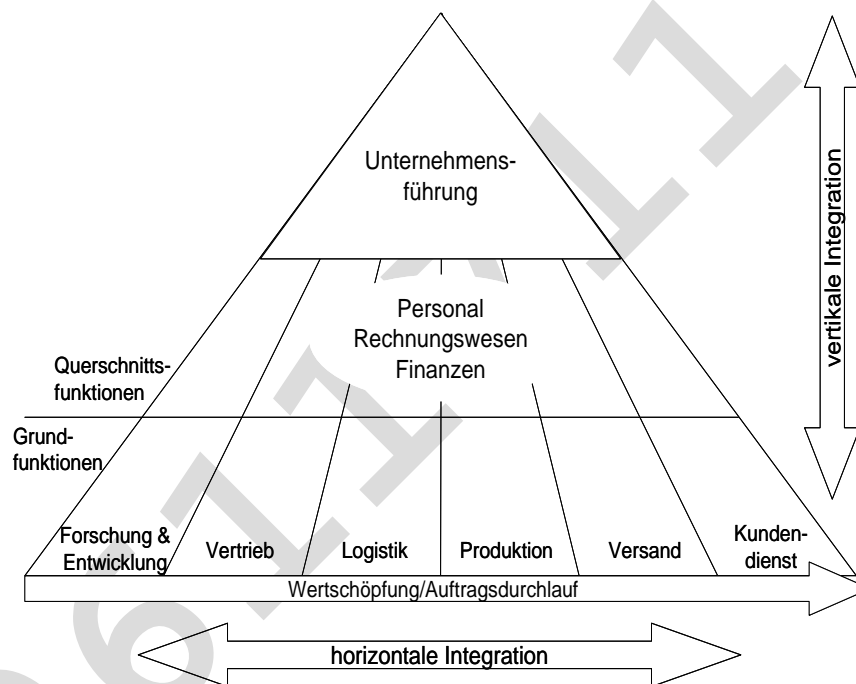 Unternehmens-
führung
vertikale Integration
Personal
Rechnungswesen
Finanzen
Querschnitts-
funktionen
Grund-
funktionen
Forschung &
Entwicklung
Vertrieb
Logistik
Produktion
Versand
Kunden-
dienst
Wertschöpfung/Auftragsdurchlauf
horizontale Integration